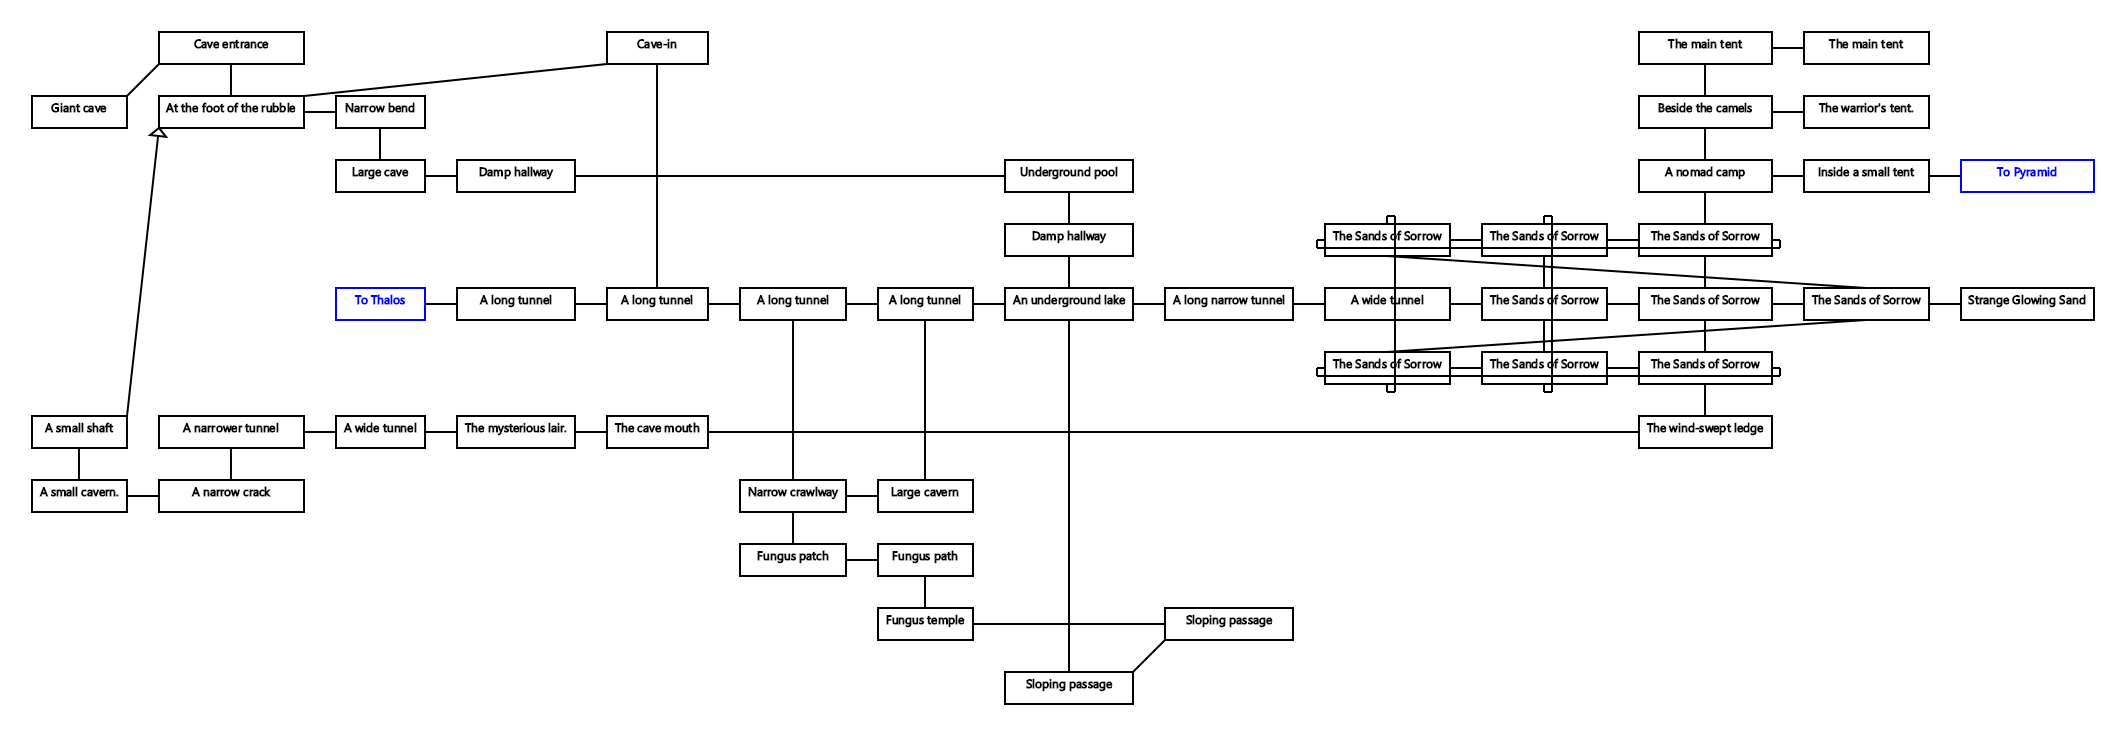 Cave entrance
Cave-in
The main tent
The main tent
Giant cave
At the foot of the rubble
Narrow bend
Beside the camels
The warrior's tent.
Large cave
Damp hallway
Underground pool
A nomad camp
Inside a small tent
To Pyramid
Damp hallway
The Sands of Sorrow
The Sands of Sorrow
The Sands of Sorrow
To Thalos
A long tunnel
A long tunnel
A long tunnel
A long tunnel
An underground lake
A long narrow tunnel
A wide tunnel
The Sands of Sorrow
The Sands of Sorrow
The Sands of Sorrow
Strange Glowing Sand
The Sands of Sorrow
The Sands of Sorrow
The Sands of Sorrow
A small shaft
A narrower tunnel
A wide tunnel
The mysterious lair.
The cave mouth
The wind-swept ledge
A small cavern.
A narrow crack
Narrow crawlway
Large cavern
Fungus patch
Fungus path
Fungus temple
Sloping passage
Sloping passage